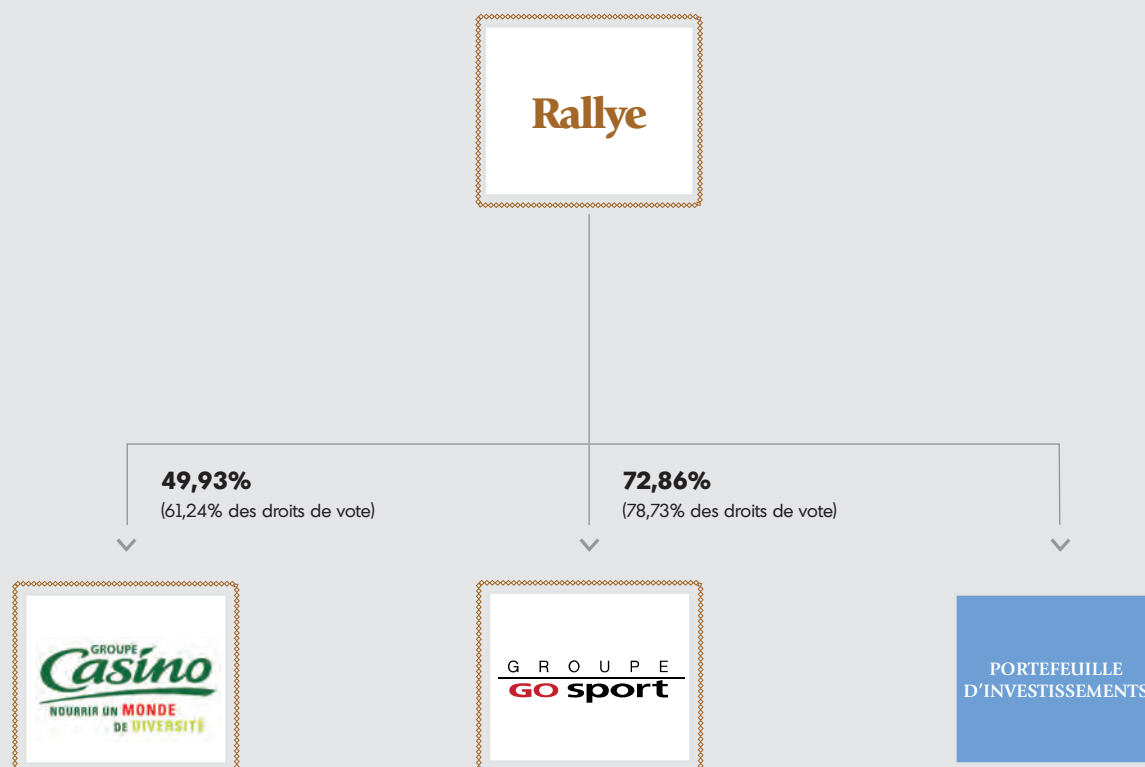 Rallye
49,93%
(61,24% des droits de vote)
72,86%
(78,73% des droits de vote)
GROUPE
Casino
NOURRIR UN MONDE
DE DIVERSITÉ
GROUPE
GO sport
PORTEFEUILLE
D'INVESTISSEMENTS